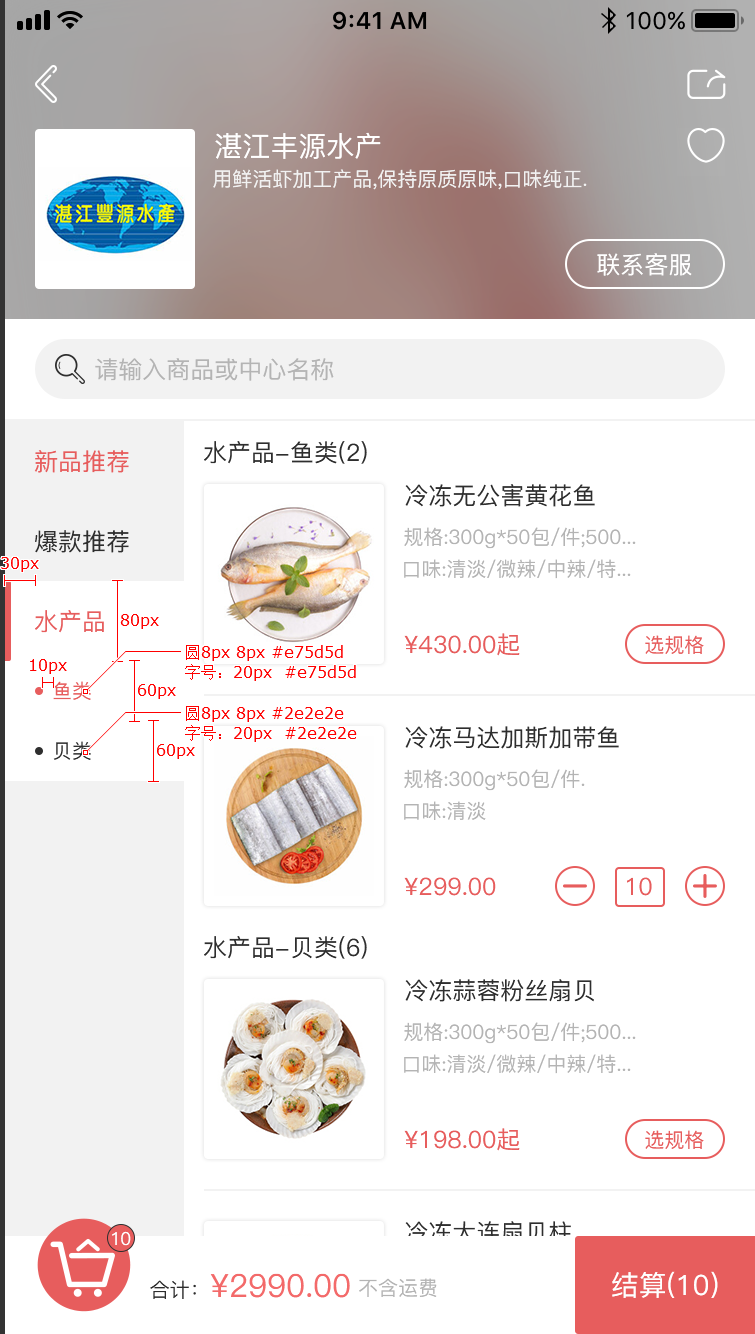 9:41 AM 100%
湛江丰源水产
用鲜活虾加工产品,保持原质原味,口味纯正.
湛江豐源水產
联系客服
请输入商品或中心名称
新品推荐
爆款推荐
30px
水产品
80px
10px
圆8px 8px #e75d5d
字号：20px #e75d5d
鱼类
60px
圆8px 8px #2e2e2e
字号：20px #2e2e2e
贝类
60px
水产品-鱼类(2)
冷冻无公害黄花鱼
规格:300g*50包/件;500...
口味:清淡/微辣/中辣/特...
¥430.00起
选规格
冷冻马达加斯加带鱼
规格:300g*50包/件.
口味:清淡
¥299.00
10
水产品-贝类(6)
冷冻蒜蓉粉丝扇贝
规格:300g*50包/件;500...
口味:清淡/微辣/中辣/特...
¥198.00起
选规格
冷冻大连扇贝柱
10
合计：¥2990.00 不含运费
结算(10)